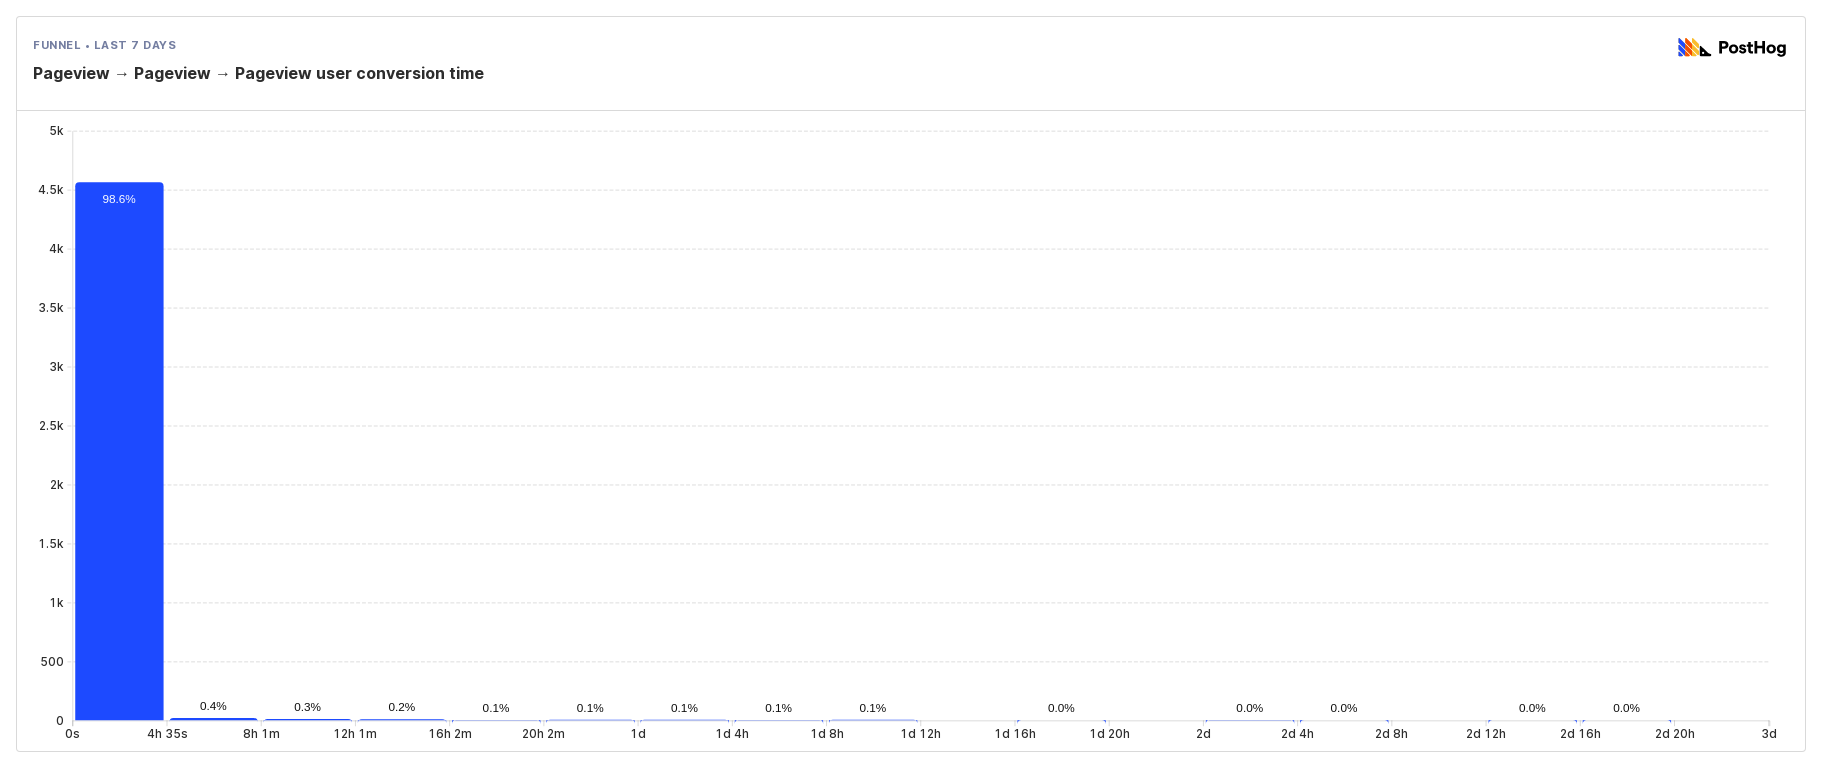 FUNNEL • LAST 7 DAYS
PostHog
Pageview → Pageview → Pageview user conversion time
5k
4.5k
4k
3.5k
3k
2.5k
2k
1.5k
1k
500
0
98.6%
0.4%
0.3%
0.2%
0.1%
0.1%
0.1%
0.1%
0.1%
0.0%
0.0%
0.0%
0.0%
0.0%
0s
4h 35s
8h 1m
12h 1m
16h 2m
20h 2m
1d
1d 4h
1d 8h
1d 12h
1d 16h
1d 20h
2d
2d 4h
2d 8h
2d 12h
2d 16h
2d 20h
3d